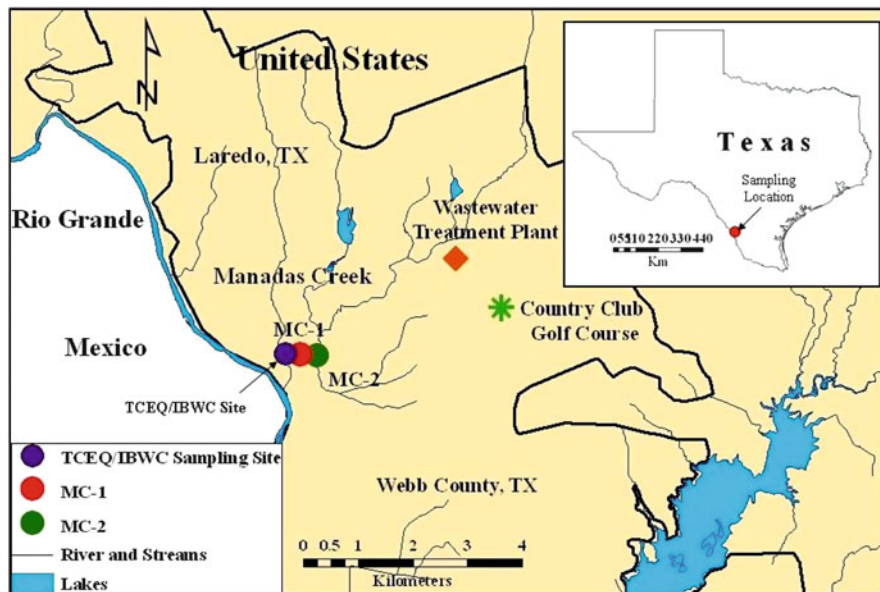 United States
N
Laredo, TX
Rio Grande
Wastewater
Treatment Plant
Manadas Creek
Country Club
Golf Course
MC-1
Mexico
MC-2
TCEQ/IBWC Site
Webb County, TX
0 0.5 1 2 3 4
Kilometers
TCEQ/IBWC Sampling Site
MC-1
MC-2
River and Streams
Lakes
Texas
Sampling
Location
0 55 110 220 330 440
Km